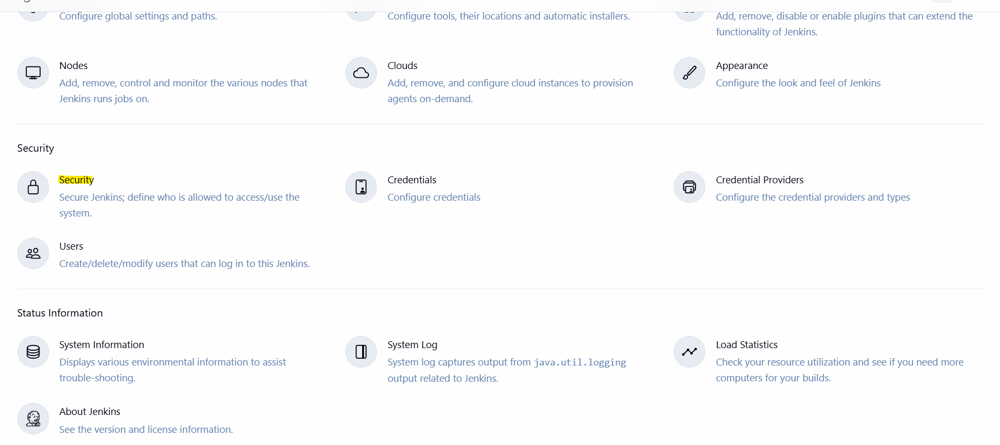 Configure global settings and paths.
Configure tools, their locations and automatic installers.
Add, remove, disable or enable plugins that can extend the
functionality of Jenkins.
Nodes
Add, remove, control and monitor the various nodes that
Jenkins runs jobs on.
Clouds
Add, remove, and configure cloud instances to provision
agents on-demand.
Appearance
Configure the look and feel of Jenkins
Security
Security
Secure Jenkins; define who is allowed to access/use the
system.
Credentials
Configure credentials
Credential Providers
Configure the credential providers and types
Users
Create/delete/modify users that can log in to this Jenkins.
Status Information
System Information
Displays various environmental information to assist
trouble-shooting.
System Log
System log captures output from java.util.logging
output related to Jenkins.
Load Statistics
Check your resource utilization and see if you need more
computers for your builds.
About Jenkins
See the version and license information.